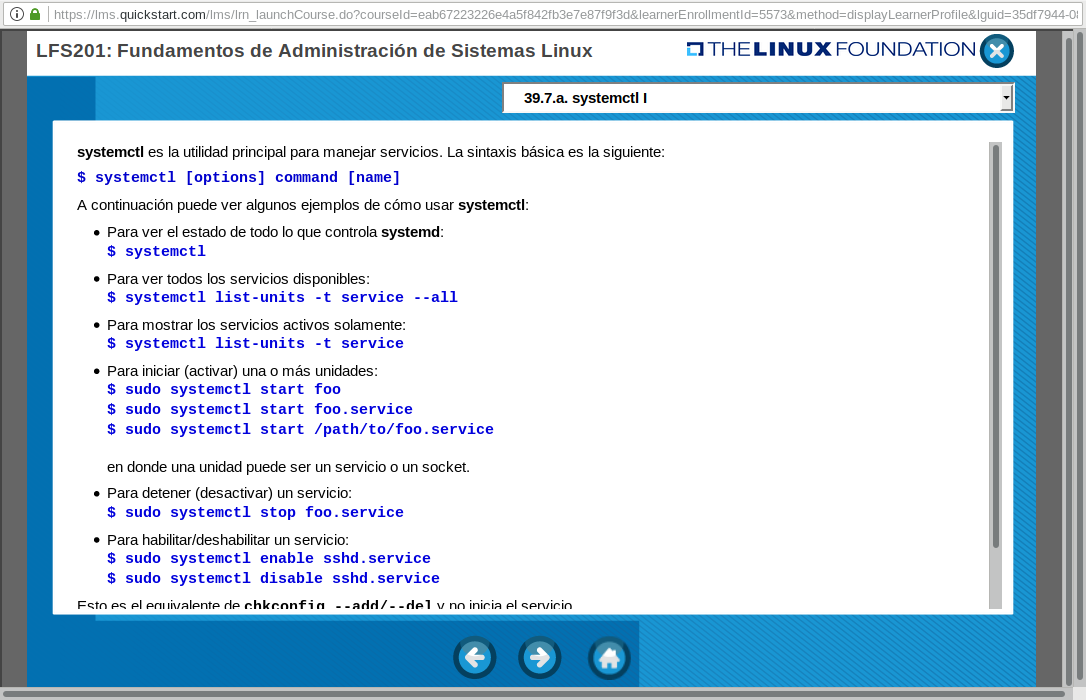 https://lms.quickstart.com/lms/lrn_launchCourse.do?courseId=eab67223226e4a5f842fb3e7e87f9f3d&learnerEnrollmentId=5573&method=displayLearnerProfile&lguid=35df7944-0
LFS201: Fundamentos de Administración de Sistemas Linux
THE LINUX FOUNDATION
39.7.a. systemctl I
systemctl es la utilidad principal para manejar servicios. La sintaxis básica es la siguiente:
$ systemctl [options] command [name]
A continuación puede ver algunos ejemplos de cómo usar systemctl:
• Para ver el estado de todo lo que controla systemd:
$ systemctl
• Para ver todos los servicios disponibles:
$ systemctl list-units -t service --all
• Para mostrar los servicios activos solamente:
$ systemctl list-units -t service
• Para iniciar (activar) una o más unidades:
$ sudo systemctl start foo
$ sudo systemctl start foo.service
$ sudo systemctl start /path/to/foo.service
en donde una unidad puede ser un servicio o un socket.
• Para detener (desactivar) un servicio:
$ sudo systemctl stop foo.service
• Para habilitar/deshabilitar un servicio:
$ sudo systemctl enable sshd.service
$ sudo systemctl disable sshd.service
Esto es el equivalente de chkconfig --add/--del y no inicia el servicio